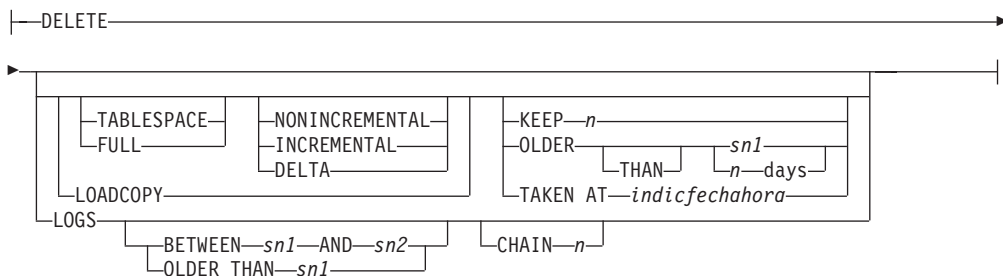 DELETE
TABLESPACE NONINCREMENTAL KEEP n
FULL INCREMENTAL OLDER sn1
DELTA THAN n days
LOADCOPY TAKEN AT indicfechahora
LOGS
BETWEEN sn1 AND sn2 CHAIN n
OLDER THAN sn1